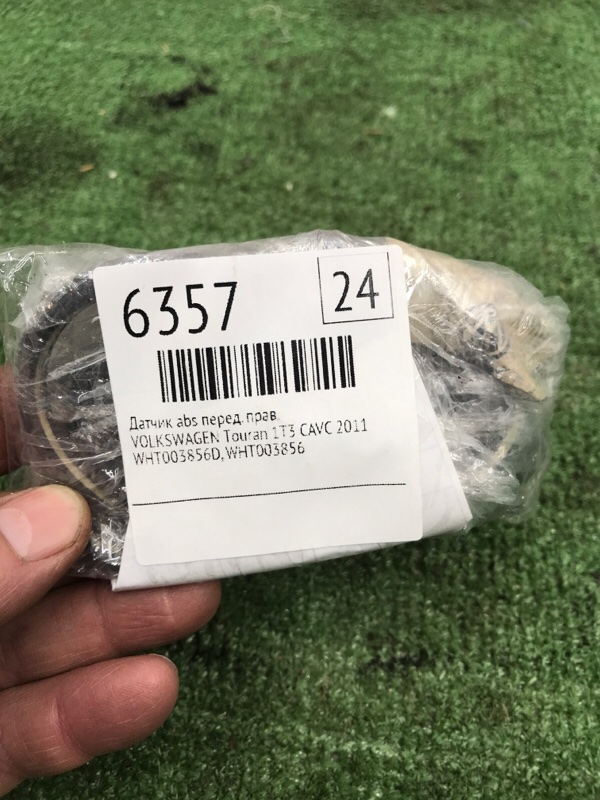 6357
24
Датчик abs перед. прав.
VOLKSWAGEN Touran 1T3 CAVC 2011
WHT003856D, WHT003856